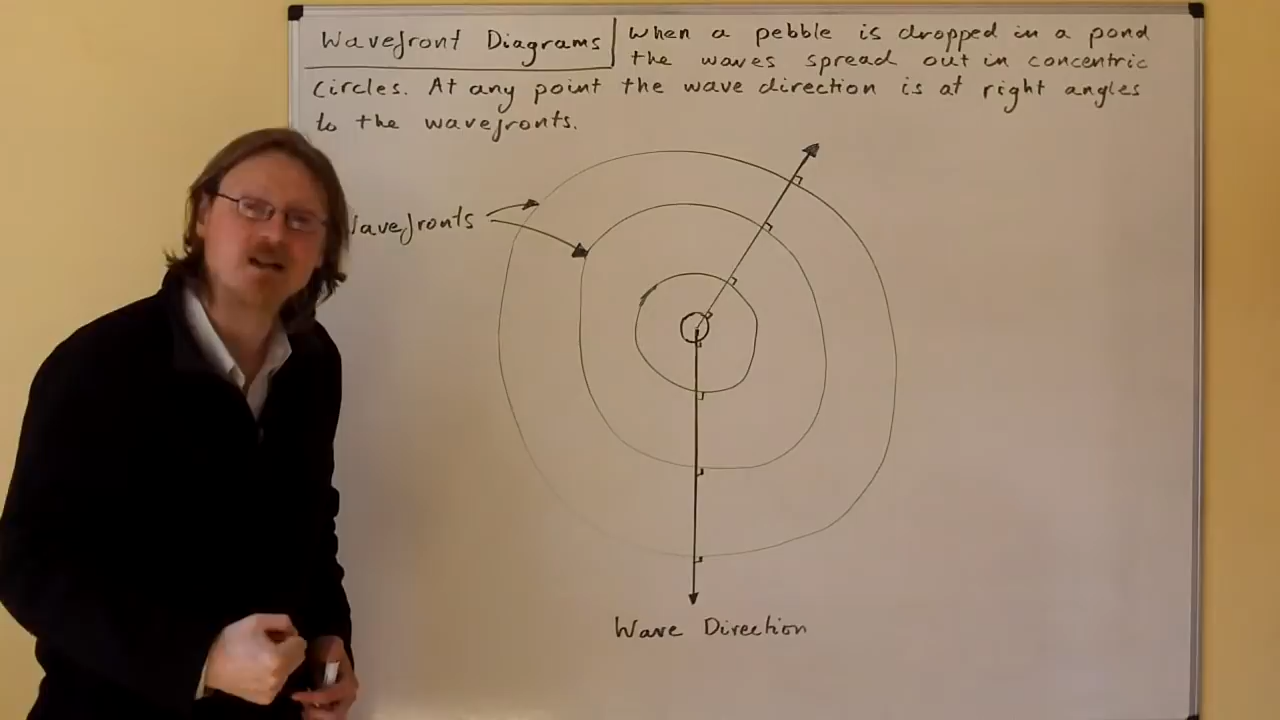 Wavefront Diagrams
When a pebble is dropped in a pond
the waves spread out in concentric
circles. At any point the wave direction is at right angles
to the wavefronts.
Wavefronts
Wave Direction